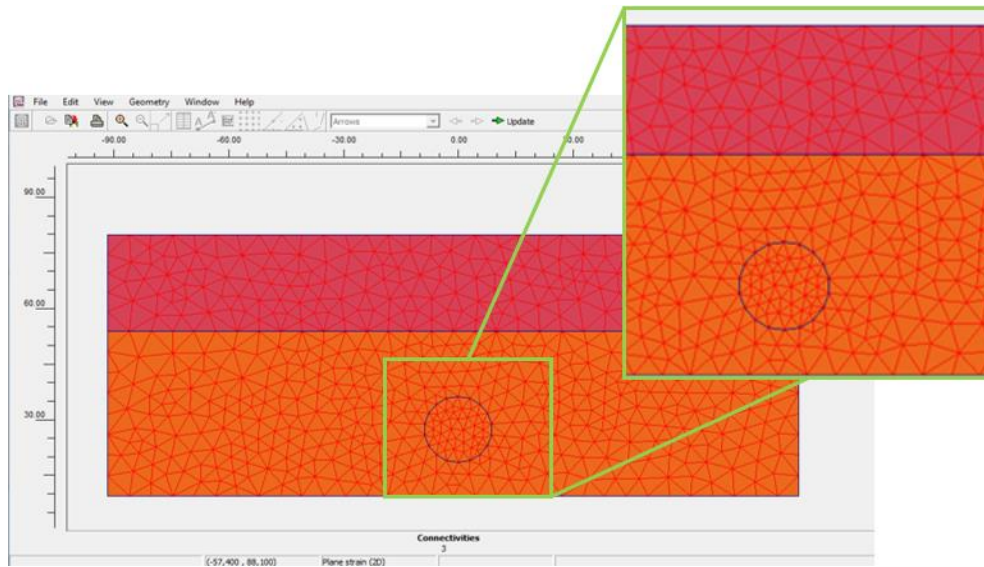 File Edit View Geometry Window Help
Arrows Update
-90.00 -60.00 -30.00 0.00
90.00
60.00
30.00
Connectivities
3
(-57,400 , 88,100) Plane strain (2D)